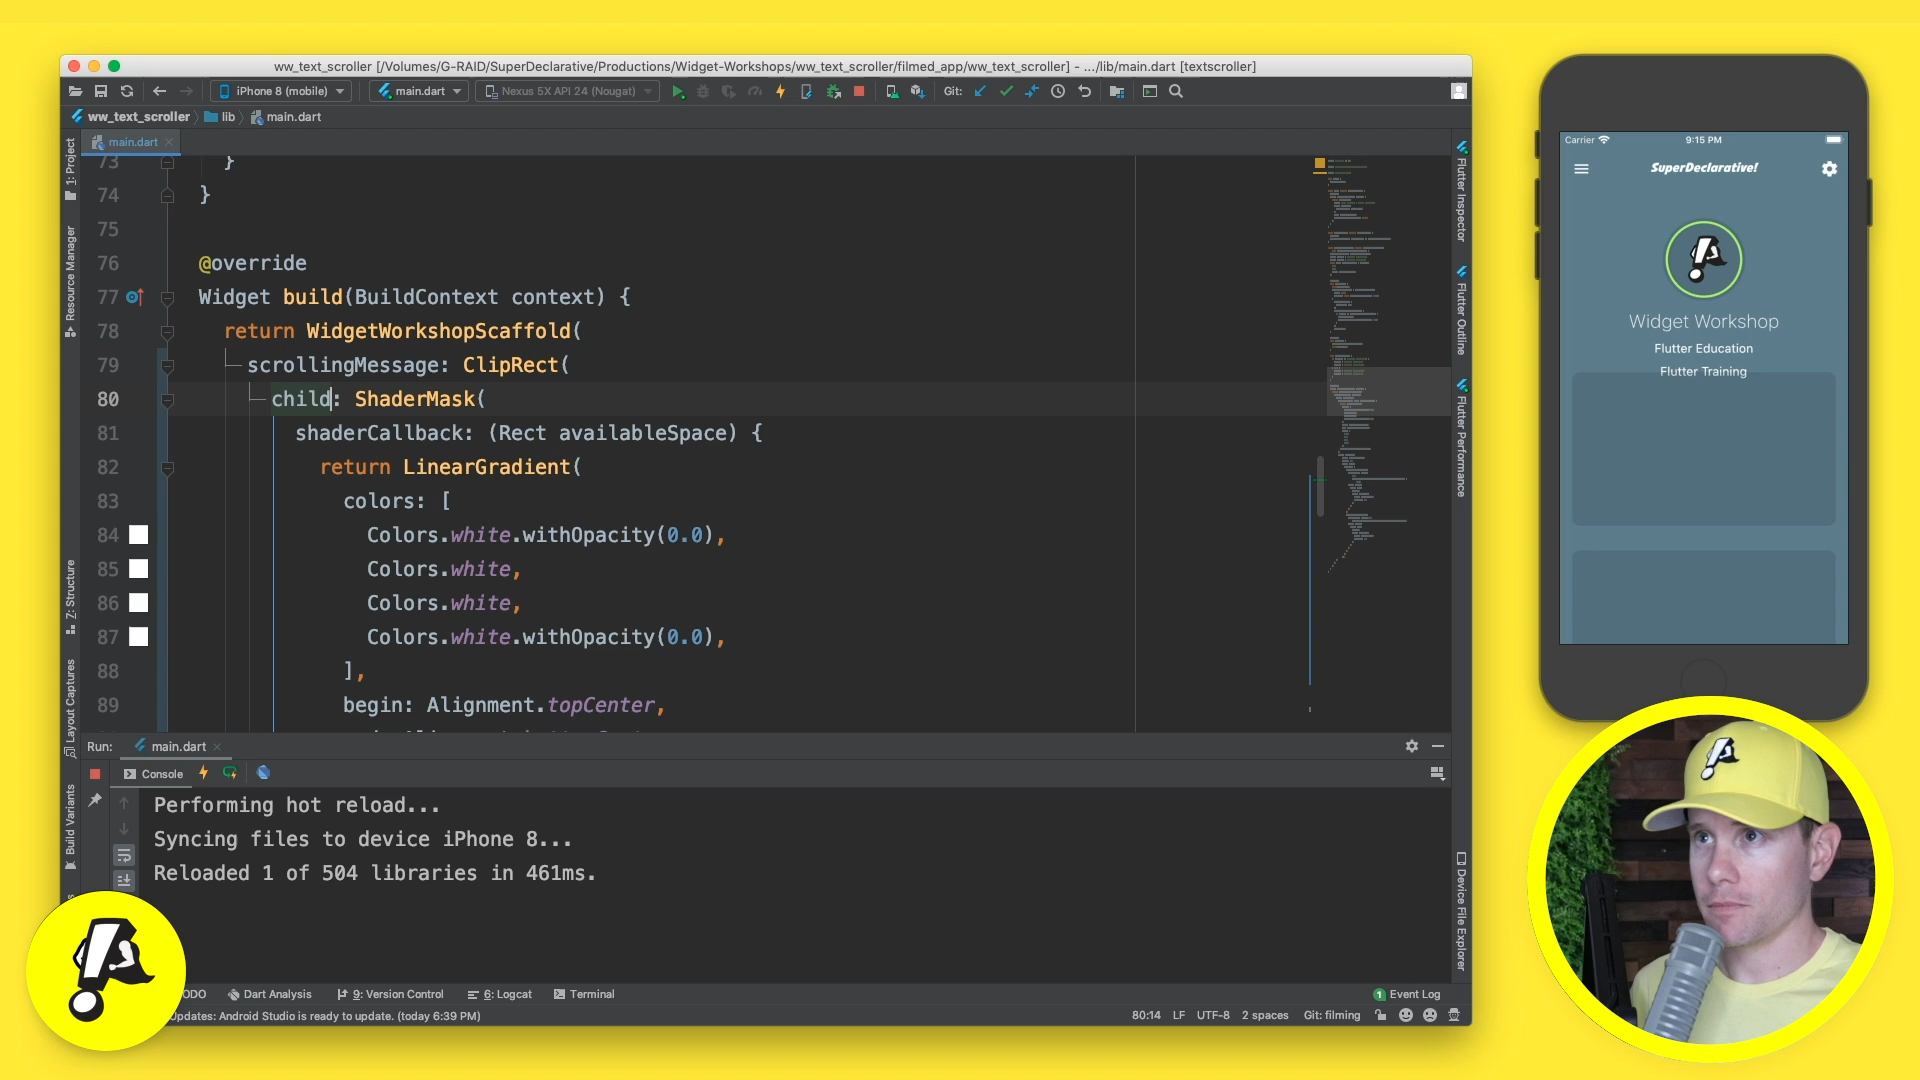 ww_text_scroller [/Volumes/G-RAID/SuperDeclarative/Productions/Widget-Workshops/ww_text_scroller/filmed_app/ww_text_scroller] - .../lib/main.dart [textscroller]
iPhone 8 (mobile)
main.dart
Nexus 5X API 24 (Nougat)
Git:
ww_text_scroller
lib
main.dart
main.dart
1: Project
Resource Manager
Z: Structure
Layout Captures
Build Variants
73 }
74 }
75
76 @override
77 Widget build(BuildContext context) {
78 return WidgetWorkshopScaffold(
79 scrollingMessage: ClipRect(
80 child: ShaderMask(
81 shaderCallback: (Rect availableSpace) {
82 return LinearGradient(
83 colors: [
84 Colors.white.withOpacity(0.0),
85 Colors.white,
86 Colors.white,
87 Colors.white.withOpacity(0.0),
88 ],
89 begin: Alignment.topCenter,
Flutter Inspector
Flutter Outline
Flutter Performance
Device File Explorer
Run:
main.dart
Console
Performing hot reload...
Syncing files to device iPhone 8...
Reloaded 1 of 504 libraries in 461ms.
ODO
Dart Analysis
9: Version Control
6: Logcat
Terminal
1 Event Log
Updates: Android Studio is ready to update. (today 6:39 PM)
80:14
LF
UTF-8
2 spaces
Git: filming
Carrier
9:15 PM
SuperDeclarative!
Widget Workshop
Flutter Education
Flutter Training